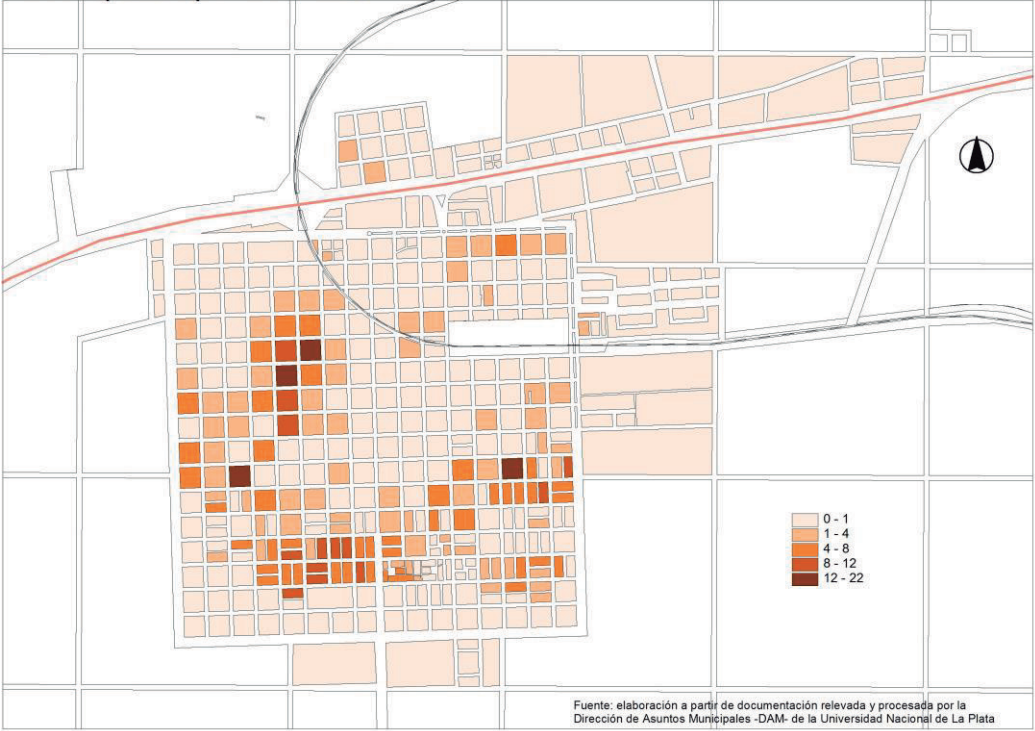 0 - 1
1 - 4
4 - 8
8 - 12
12 - 22
Fuente: elaboración a partir de documentación relevada y procesada por la
Dirección de Asuntos Municipales -DAM- de la Universidad Nacional de La Plata